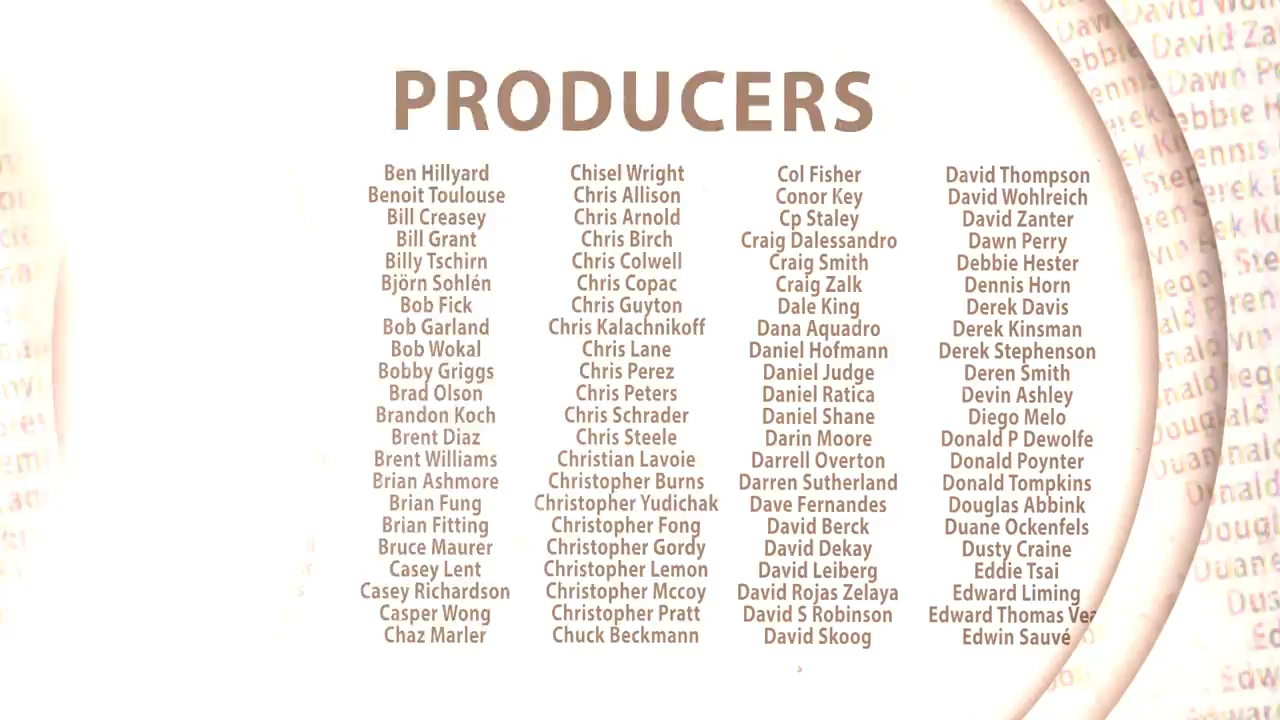 PRODUCERS
Ben Hillyard
Benoit Toulouse
Bill Creasey
Bill Grant
Billy Tschirn
Björn Sohlén
Bob Fick
Bob Garland
Bob Wokal
Bobby Griggs
Brad Olson
Brandon Koch
Brent Diaz
Brent Williams
Brian Ashmore
Brian Fung
Brian Fitting
Bruce Maurer
Casey Lent
Casey Richardson
Casper Wong
Chaz Marler
Chisel Wright
Chris Allison
Chris Arnold
Chris Birch
Chris Colwell
Chris Copac
Chris Guyton
Chris Kalachnikoff
Chris Lane
Chris Perez
Chris Peters
Chris Schrader
Chris Steele
Christian Lavoie
Christopher Burns
Christopher Yudichak
Christopher Fong
Christopher Gordy
Christopher Lemon
Christopher Mccoy
Christopher Pratt
Chuck Beckmann
Col Fisher
Conor Key
Cp Staley
Craig Dalessandro
Craig Smith
Craig Zalk
Dale King
Dana Aquadro
Daniel Hofmann
Daniel Judge
Daniel Ratica
Daniel Shane
Darin Moore
Darrell Overton
Darren Sutherland
Dave Fernandes
David Berck
David Dekay
David Leiberg
David Rojas Zelaya
David S Robinson
David Skoog
David Thompson
David Wohlreich
David Zanter
Dawn Perry
Debbie Hester
Dennis Horn
Derek Davis
Derek Kinsman
Derek Stephenson
Deren Smith
Devin Ashley
Diego Melo
Donald P Dewolfe
Donald Poynter
Donald Tompkins
Douglas Abbink
Duane Ockenfels
Dusty Craine
Eddie Tsai
Edward Liming
Edward Thomas
Edwin Sauvé